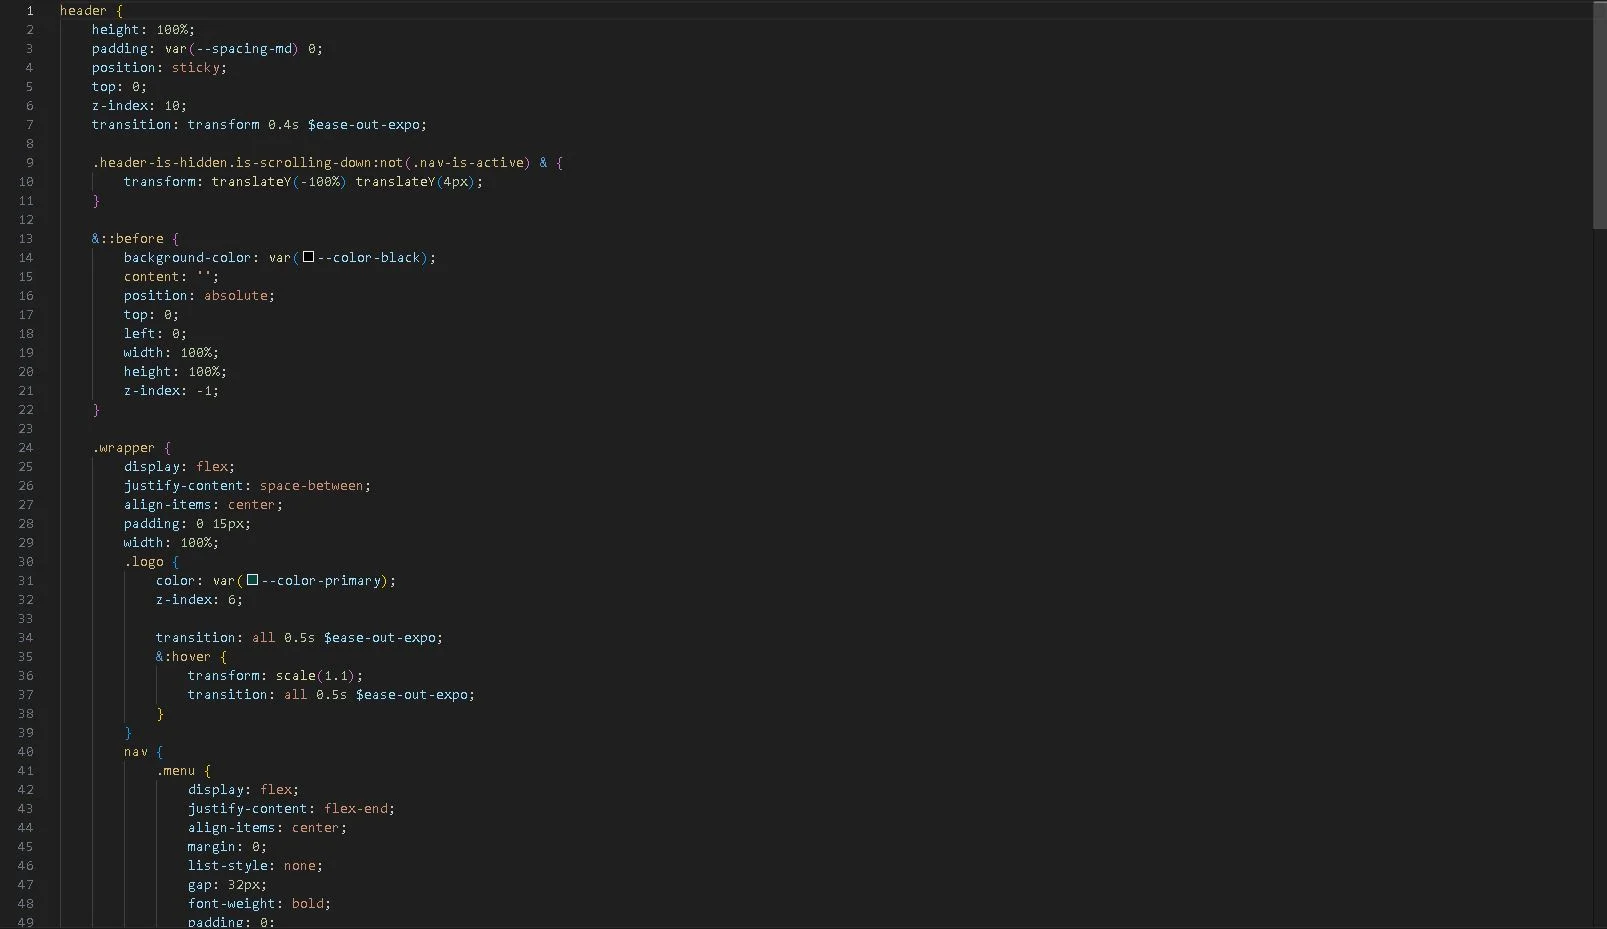 1 header {
2 height: 100%;
3 padding: var(--spacing-md) 0;
4 position: sticky;
5 top: 0;
6 z-index: 10;
7 transition: transform 0.4s $ease-out-expo;
8
9 .header-is-hidden.is-scrolling-down:not(.nav-is-active) & {
10 transform: translateY(-100%) translateY(4px);
11 }
12
13 &::before {
14 background-color: var(--color-black);
15 content: '';
16 position: absolute;
17 top: 0;
18 left: 0;
19 width: 100%;
20 height: 100%;
21 z-index: -1;
22 }
23
24 .wrapper {
25 display: flex;
26 justify-content: space-between;
27 align-items: center;
28 padding: 0 15px;
29 width: 100%;
30 .logo {
31 color: var(--color-primary);
32 z-index: 6;
33
34 transition: all 0.5s $ease-out-expo;
35 &:hover {
36 transform: scale(1.1);
37 transition: all 0.5s $ease-out-expo;
38 }
39 }
40 nav {
41 .menu {
42 display: flex;
43 justify-content: flex-end;
44 align-items: center;
45 margin: 0;
46 list-style: none;
47 gap: 32px;
48 font-weight: bold;
49 padding: 0;